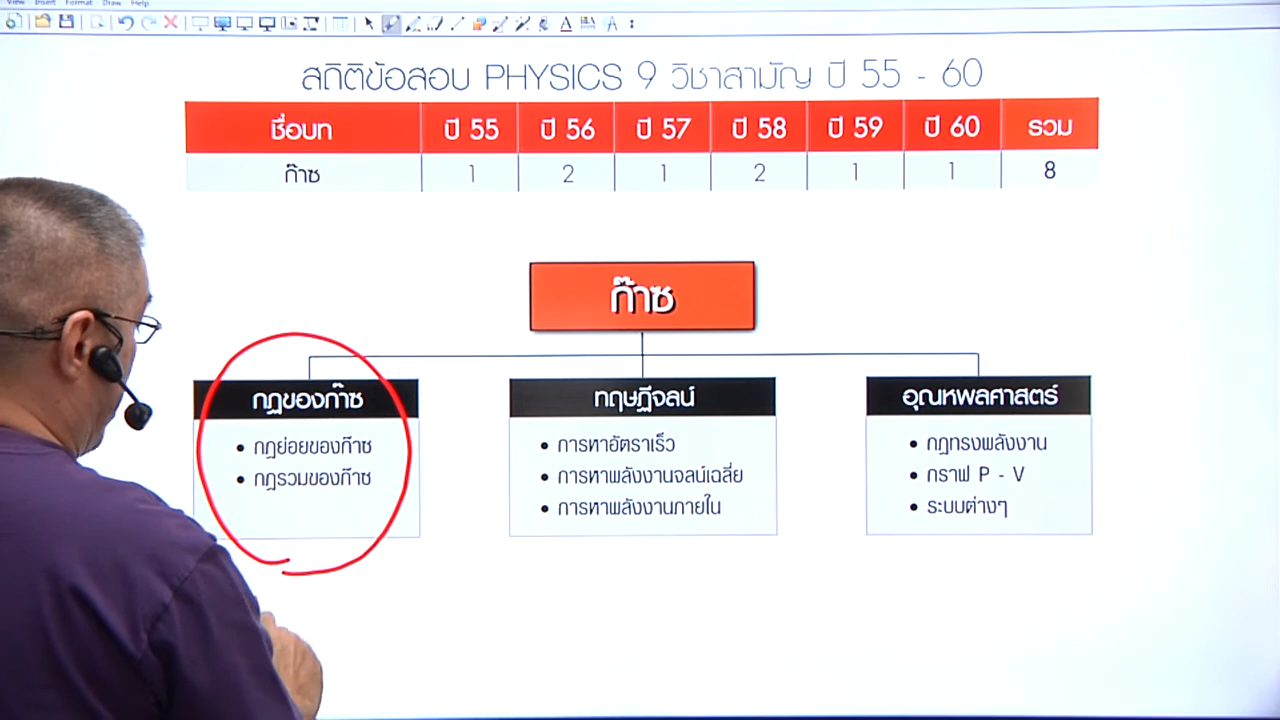 View Insert Format Draw Help
สถิติข้อสอบ PHYSICS 9 วิชาสามัญ ปี 55 - 60
ชื่อบท ปี 55 ปี 56 ปี 57 ปี 58 ปี 59 ปี 60 รวม
ก๊าซ 1 2 1 2 1 1 8
ก๊าซ
กฎของก๊าซ
• กฎย่อยของก๊าซ
• กฎรวมของก๊าซ
ทฤษฎีจลน์
• การหาอัตราเร็ว
• การหาพลังงานจลน์เฉลี่ย
• การหาพลังงานภายใน
อุณหพลศาสตร์
• กฎทรงพลังงาน
• กราฟ P - V
• ระบบต่างๆ